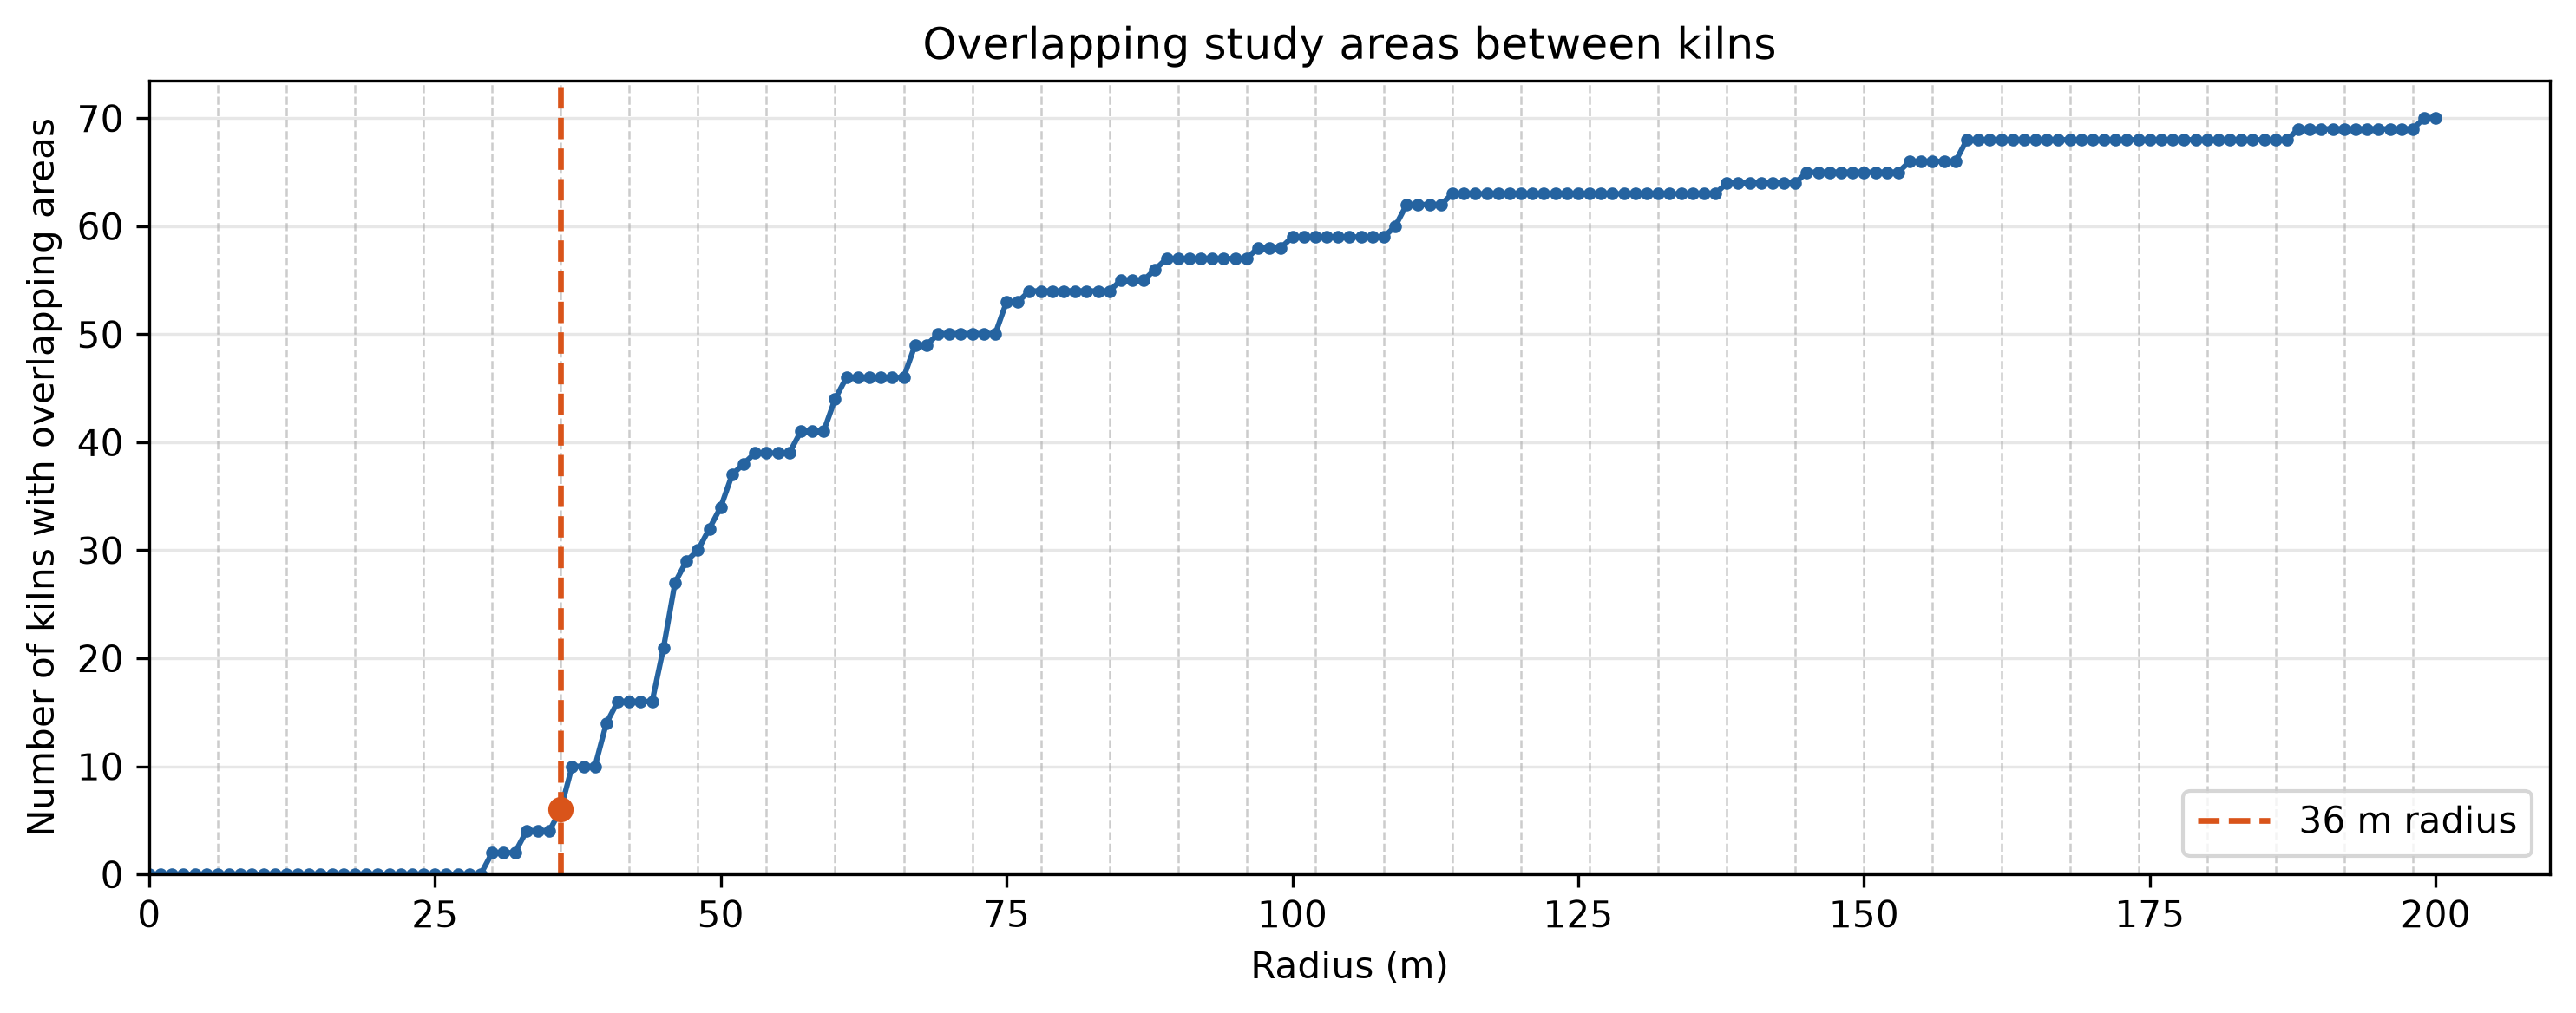 Overlapping study areas between kilns
Number of kilns with overlapping areas
70
60
50
40
30
20
10
0
0 25 50 75 100 125 150 175 200
Radius (m)
36 m radius